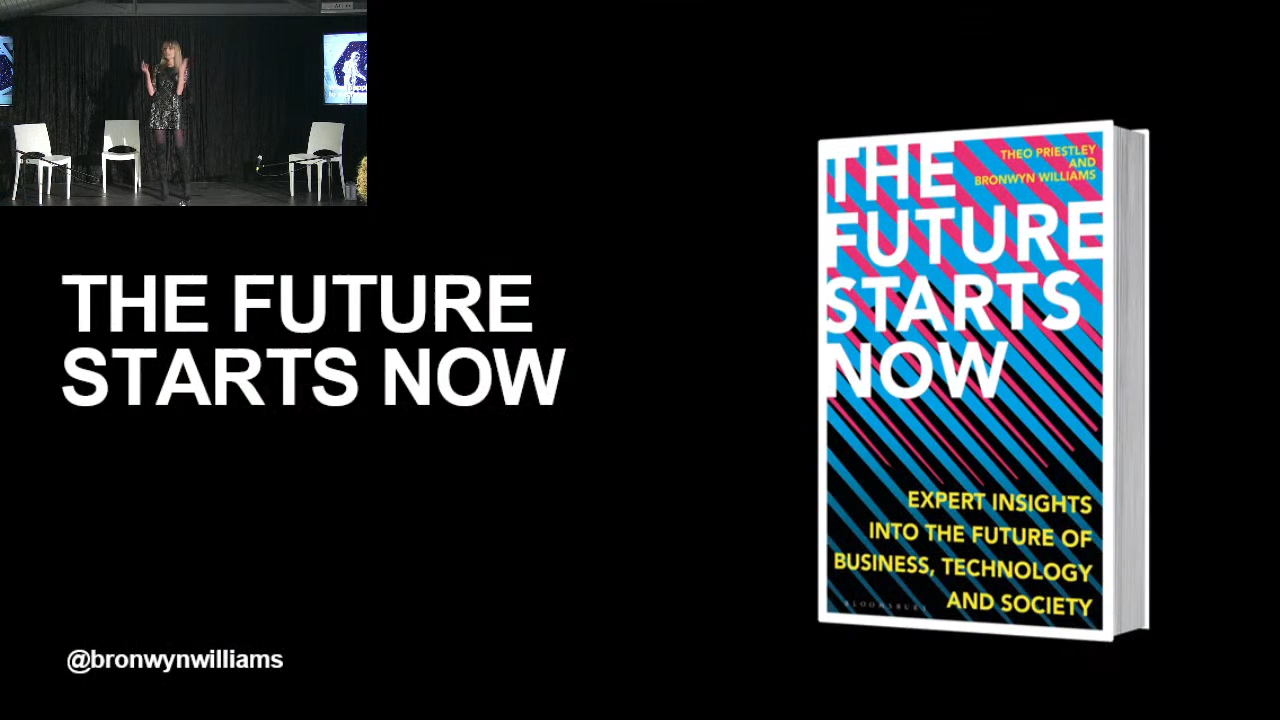 THE FUTURE
STARTS NOW
@bronwynwilliams
THE
FUTURE
STARTS
NOW
THEO PRIESTLEY
AND
BRONWYN WILLIAMS
EXPERT INSIGHTS
INTO THE FUTURE OF
BUSINESS, TECHNOLOGY
AND SOCIETY
BLOOMSBURY